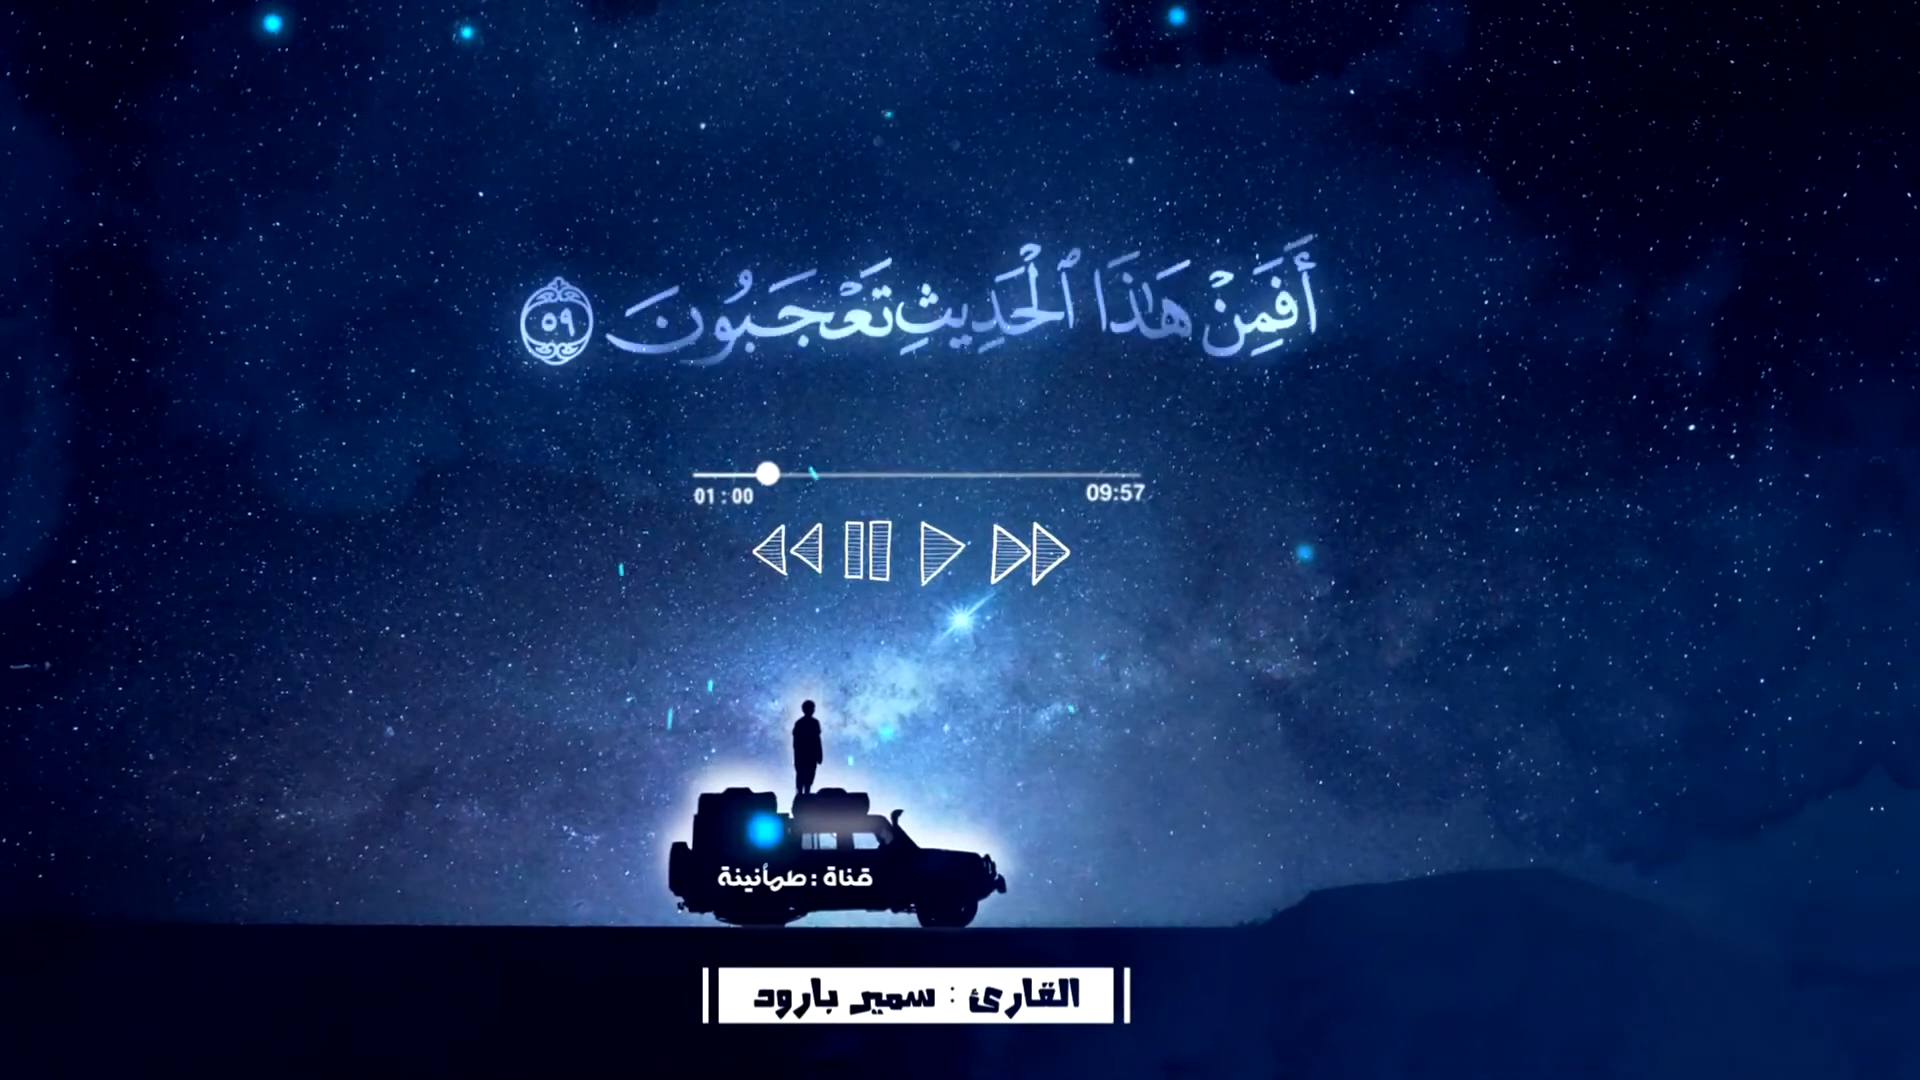 أَفَمِنْ هَٰذَا ٱلْحَدِيثِ تَعْجَبُونَ ٥٩
01 : 00
09:57
قناة : طمأنينة
القارئ : سمير بارود